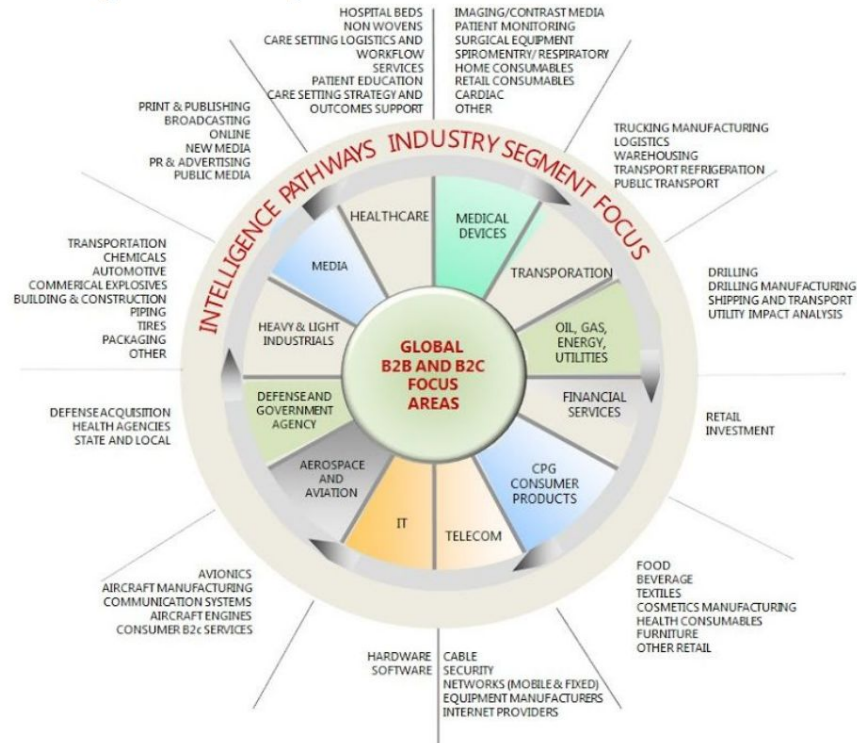 HOSPITAL BEDS
NON WOVENS
CARE SETTING LOGISTICS AND
WORKFLOW
SERVICES
PATIENT EDUCATION
CARE SETTING STRATEGY AND
OUTCOMES SUPPORT
IMAGING/CONTRAST MEDIA
PATIENT MONITORING
SURGICAL EQUIPMENT
SPIROMENTRY/ RESPIRATORY
HOME CONSUMABLES
RETAIL CONSUMABLES
CARDIAC
OTHER
PRINT & PUBLISHING
BROADCASTING
ONLINE
NEW MEDIA
PR & ADVERTISING
PUBLIC MEDIA
TRUCKING MANUFACTURING
LOGISTICS
WAREHOUSING
TRANSPORT REFRIGERATION
PUBLIC TRANSPORT
INTELLIGENCE PATHWAYS INDUSTRY SEGMENT FOCUS
HEALTHCARE
MEDICAL
DEVICES
MEDIA
TRANSPORATION
TRANSPORTATION
CHEMICALS
AUTOMOTIVE
COMMERICAL EXPLOSIVES
BUILDING & CONSTRUCTION
PIPING
TIRES
PACKAGING
OTHER
DRILLING
DRILLING MANUFACTURING
SHIPPING AND TRANSPORT
UTILITY IMPACT ANALYSIS
HEAVY & LIGHT
INDUSTRIALS
OIL, GAS,
ENERGY,
UTILITIES
GLOBAL
B2B AND B2C
FOCUS
AREAS
DEFENSE AND
GOVERNMENT
AGENCY
FINANCIAL
SERVICES
DEFENSE ACQUISITION
HEALTH AGENCIES
STATE AND LOCAL
RETAIL
INVESTMENT
AEROSPACE
AND
AVIATION
CPG
CONSUMER
PRODUCTS
IT
TELECOM
AVIONICS
AIRCRAFT MANUFACTURING
COMMUNICATION SYSTEMS
AIRCRAFT ENGINES
CONSUMER B2c SERVICES
FOOD
BEVERAGE
TEXTILES
COSMETICS MANUFACTURING
HEALTH CONSUMABLES
FURNITURE
OTHER RETAIL
HARDWARE
SOFTWARE
CABLE
SECURITY
NETWORKS (MOBILE & FIXED)
EQUIPMENT MANUFACTURERS
INTERNET PROVIDERS